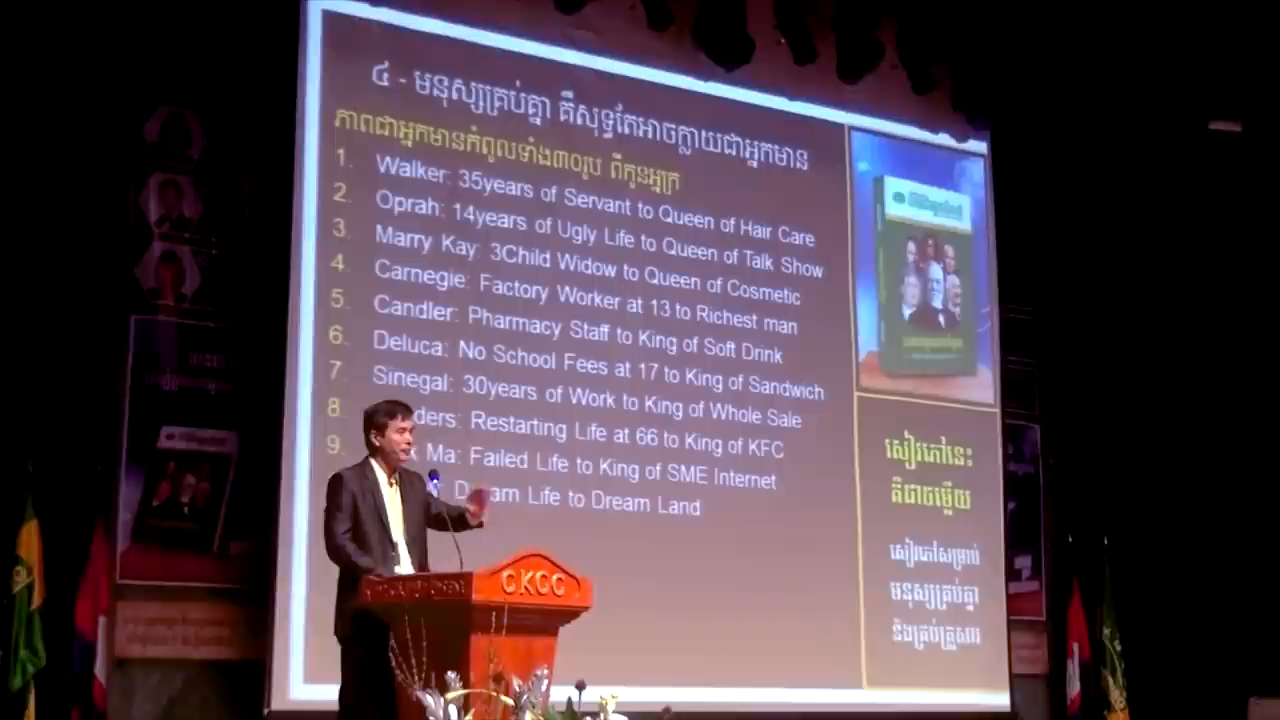 ៤ - មនុស្សគ្រប់គ្នា គឺសុទ្ធតែអាចក្លាយជាអ្នកមាន
ភាពជាអ្នកមានកំពូលទាំង៣០រូប ពីកូនអ្នក្រ
1. Walker: 35years of Servant to Queen of Hair Care
2. Oprah: 14years of Ugly Life to Queen of Talk Show
3. Marry Kay: 3Child Widow to Queen of Cosmetic
4. Carnegie: Factory Worker at 13 to Richest man
5. Candler: Pharmacy Staff to King of Soft Drink
6. Deluca: No School Fees at 17 to King of Sandwich
7. Sinegal: 30years of Work to King of Whole Sale
8. ders: Restarting Life at 66 to King of KFC
9. Ma: Failed Life to King of SME Internet
Dream Life to Dream Land
សៀវភៅនេះ
គឺជាចម្លើយ
សៀវភៅសម្រាប់
មនុស្សគ្រប់គ្នា
និងគ្រប់គ្រួសារ
CKCC